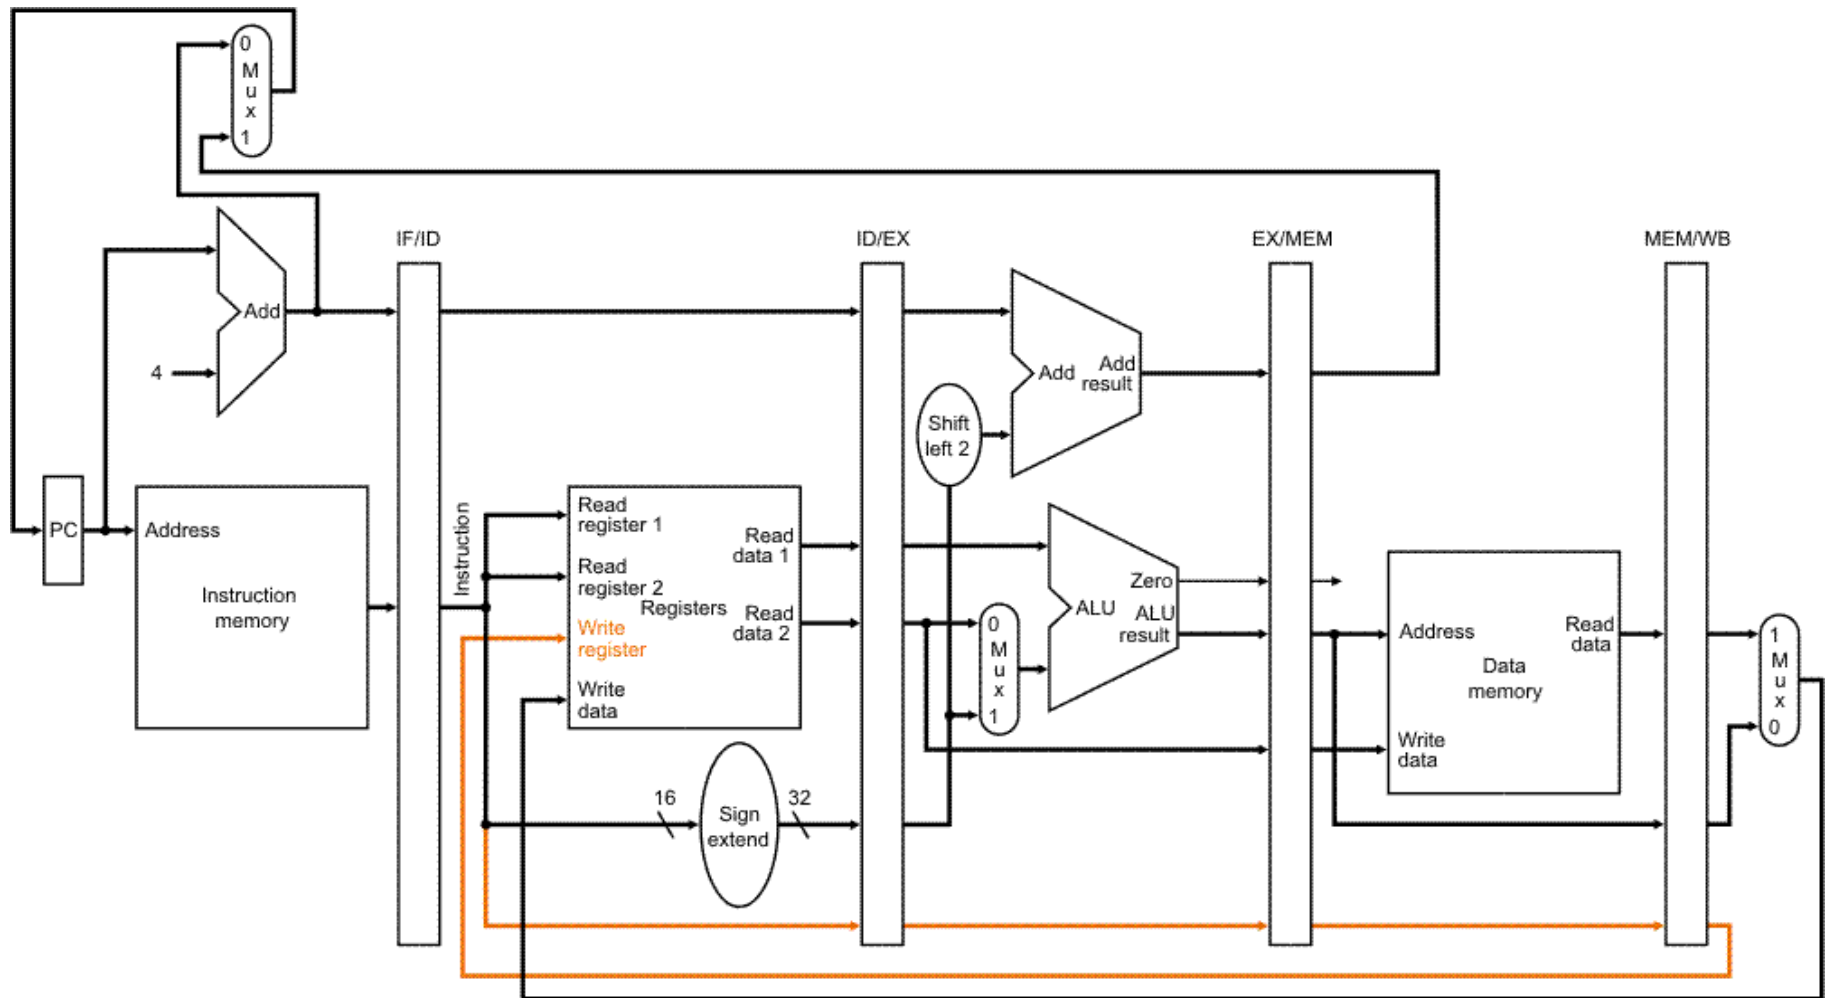 0
M
u
x
1
IF/ID
ID/EX
EX/MEM
MEM/WB
Add
4
Add
Add
result
Shift
left 2
PC
Address
Instruction
memory
Instruction
Read
register 1
Read
register 2
Write
register
Write
data
Registers
Read
data 1
Read
data 2
16
Sign
extend
32
0
M
u
x
1
Zero
ALU
ALU
result
Address
Read
data
Data
memory
Write
data
1
M
u
x
0